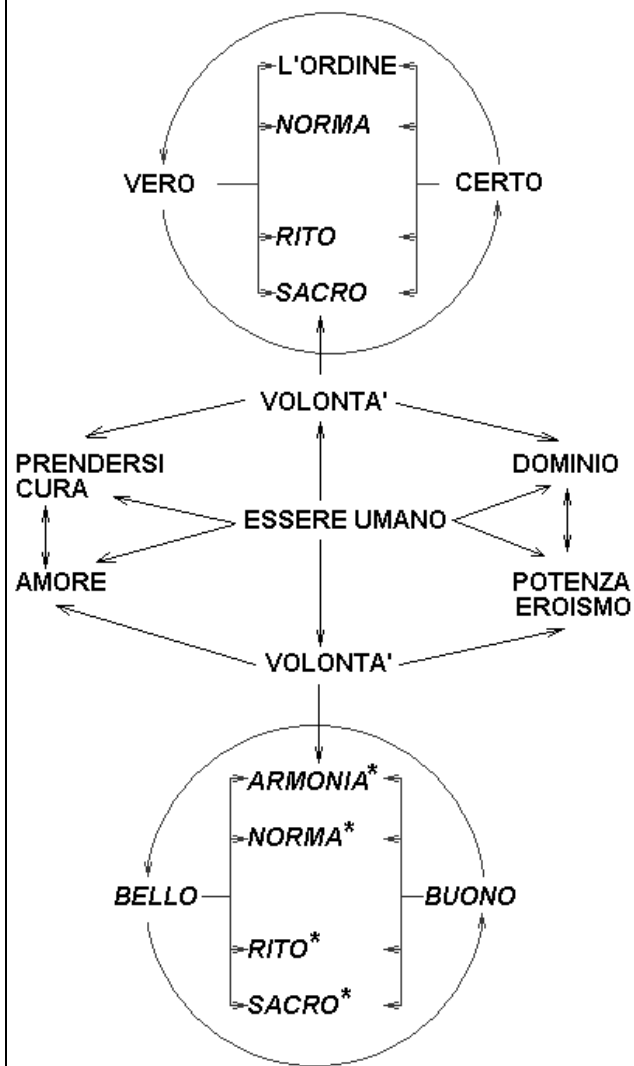 L'ORDINE
NORMA
VERO
CERTO
RITO
SACRO
VOLONTA'
PRENDERSI
CURA
DOMINIO
ESSERE UMANO
AMORE
POTENZA
EROISMO
VOLONTA'
ARMONIA*
NORMA*
BELLO
BUONO
RITO*
SACRO*